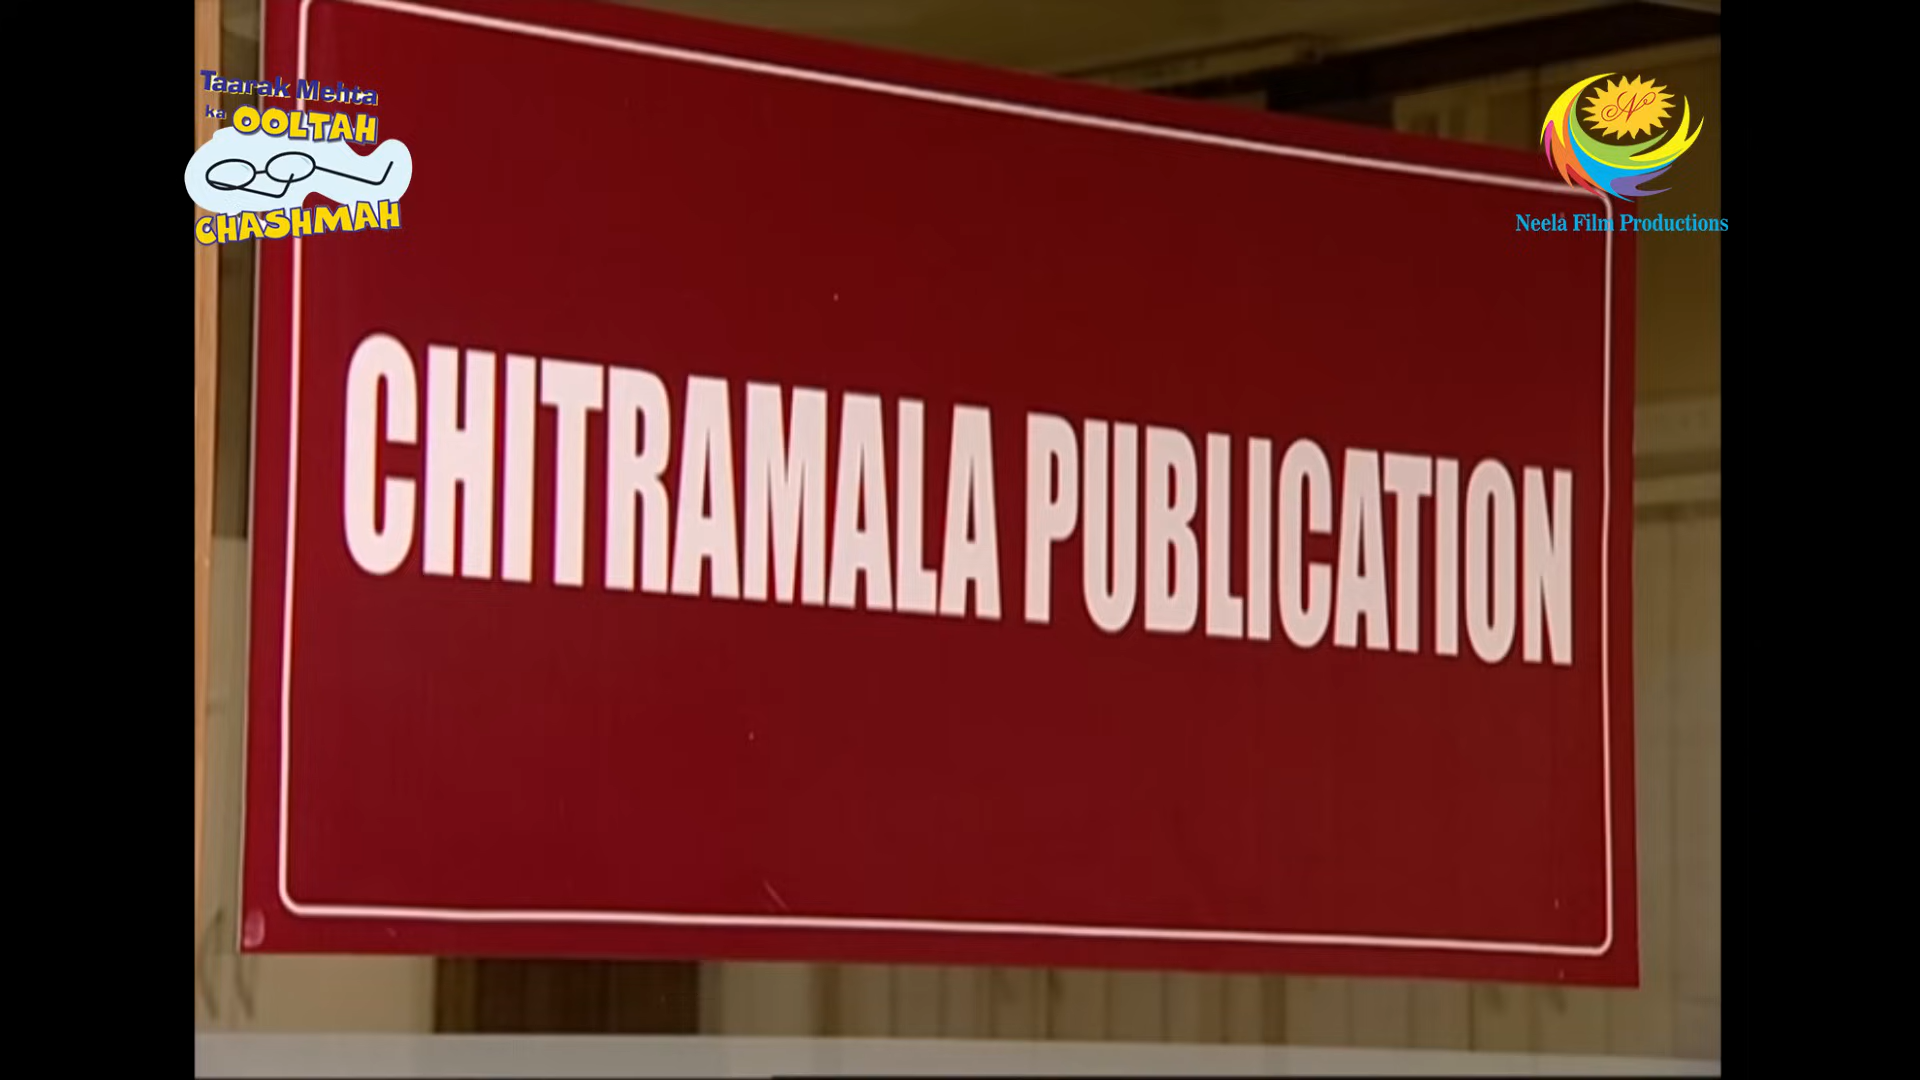 Taarak Mehta
ka OOLTAH
CHASHMAH
N
Neela Film Productions
CHITRAMALA PUBLICATION